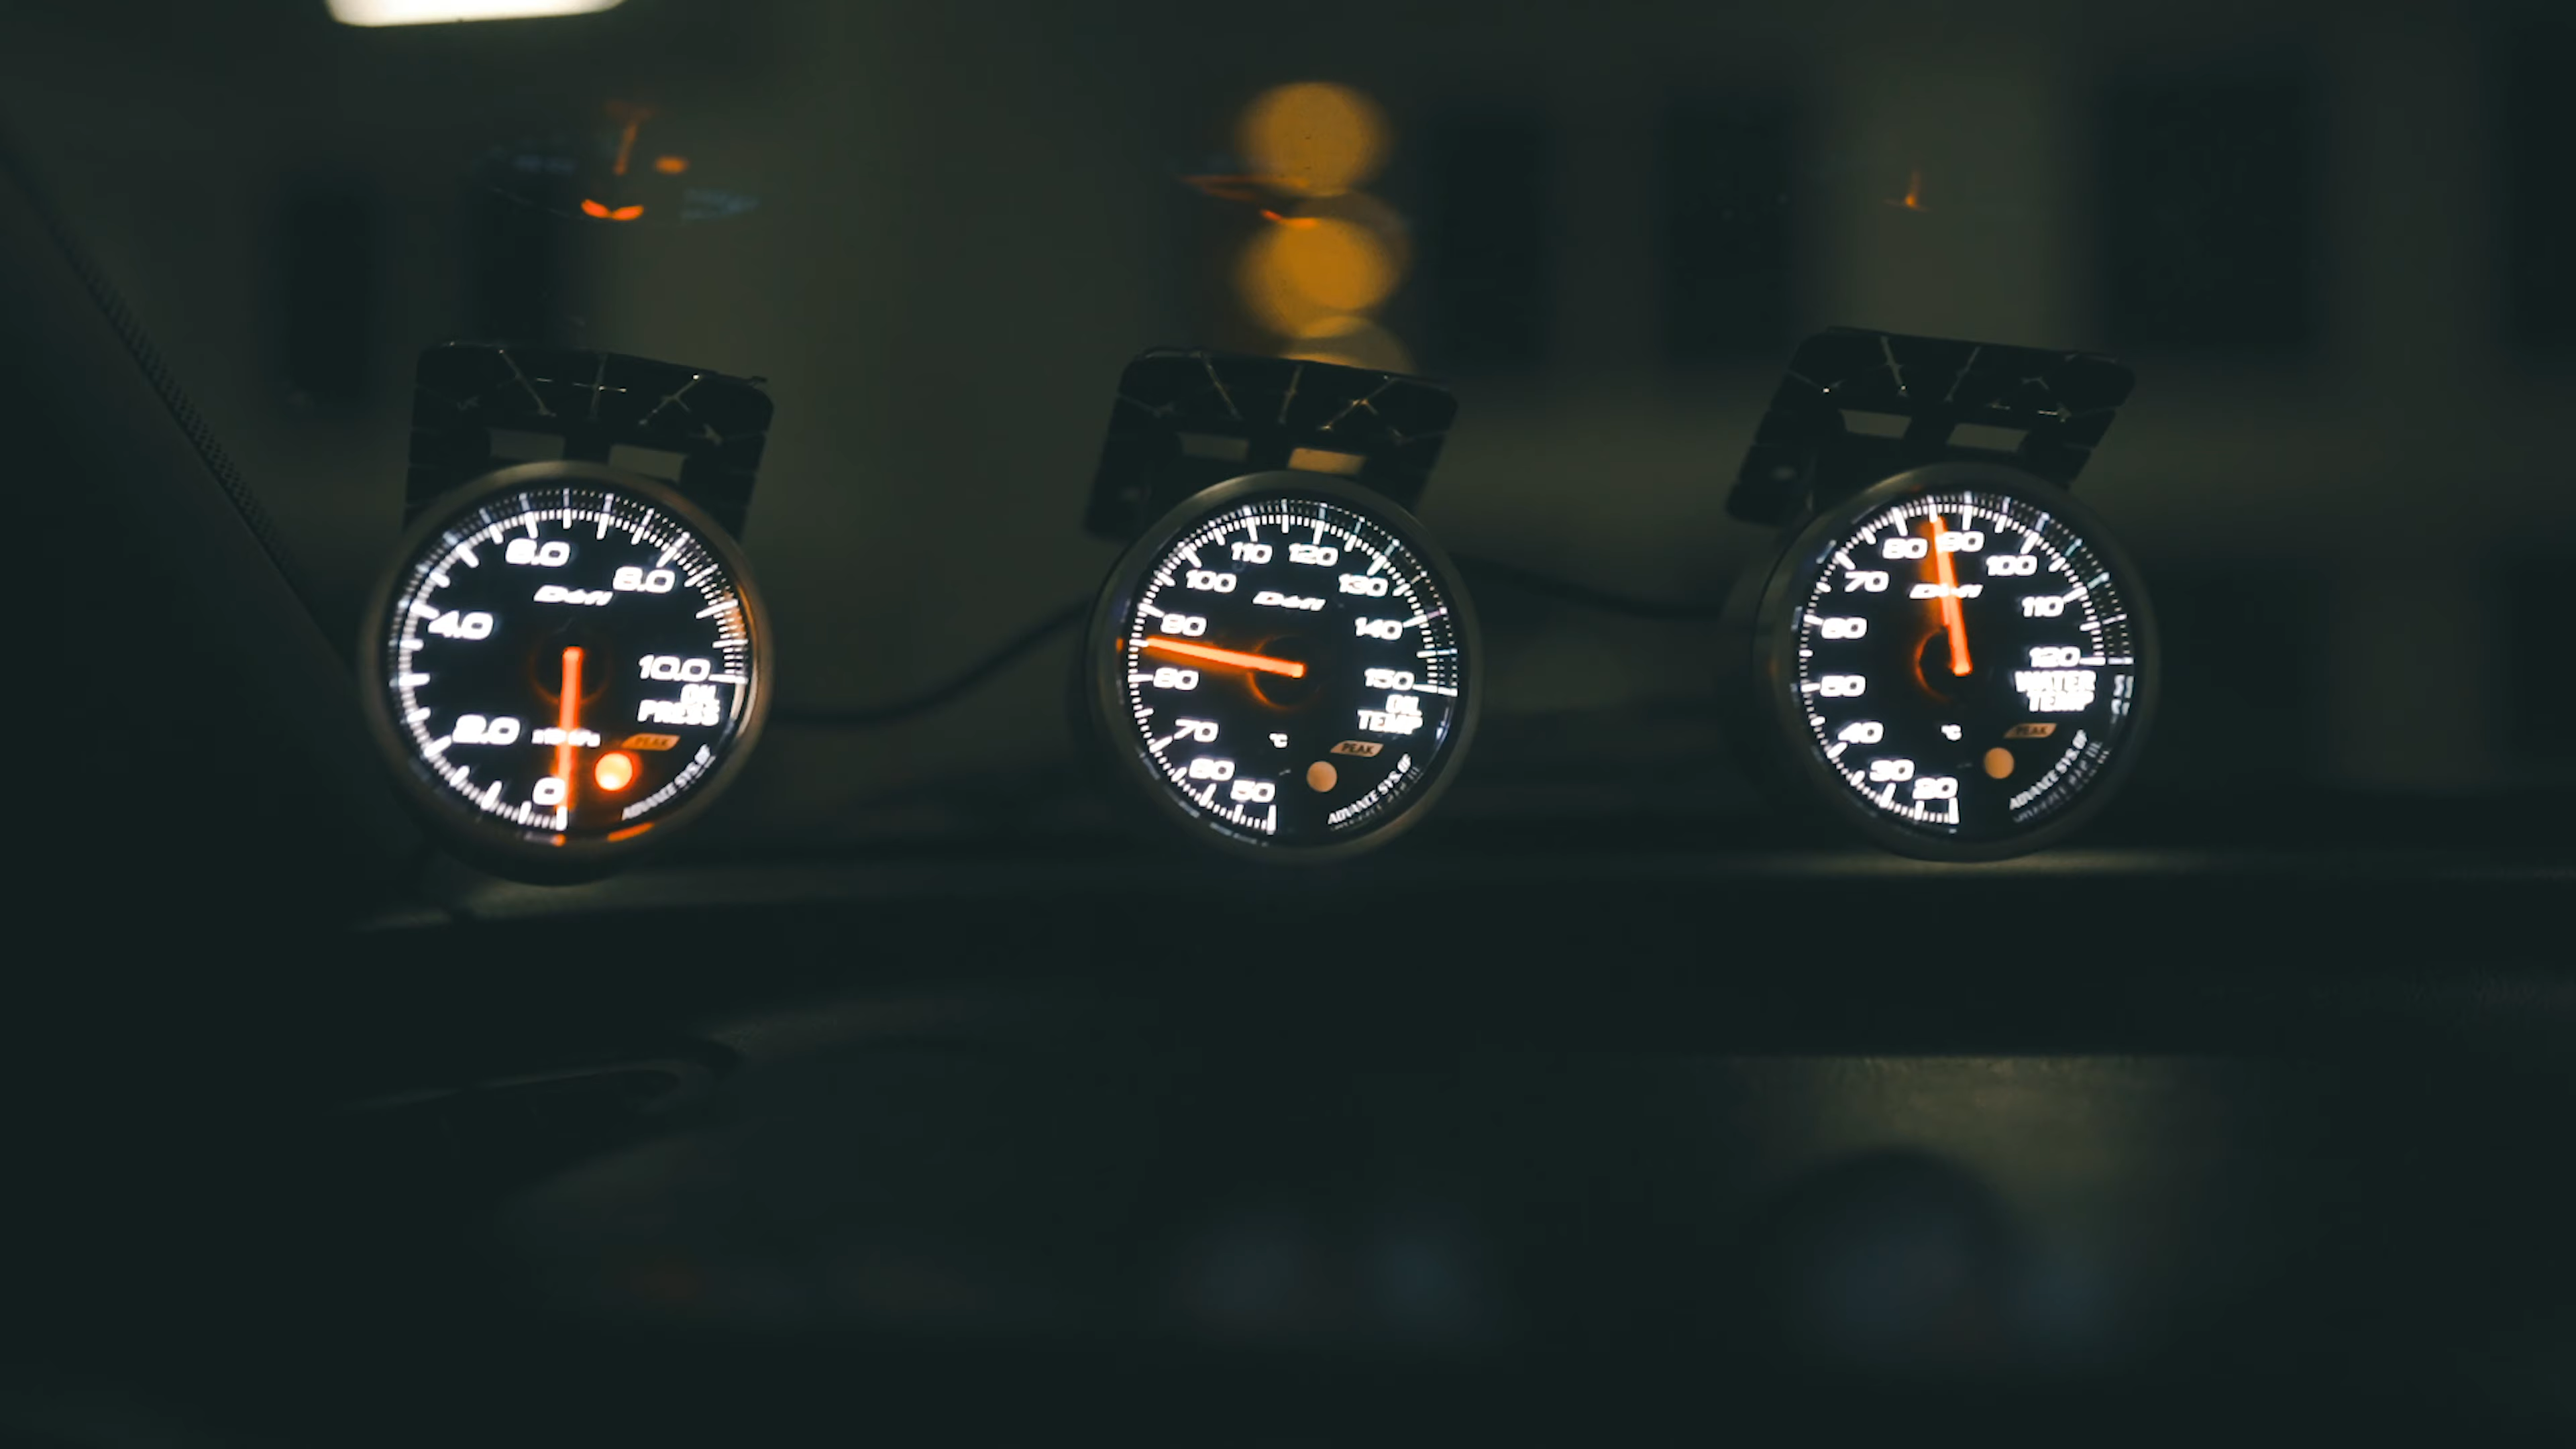 6.0
8.0
4.0
Defi
10.0
OIL
PRESS
2.0
PEAK
0
ADVANCE SYS.
110 120
100
130
Defi
90
140
80
150
OIL
TEMP
70
°C
PEAK
60
50
ADVANCE SYS.
80 90
100
70
Defi
110
60
120
50
WATER
TEMP
40
°C
PEAK
30
20
ADVANCE SYS.